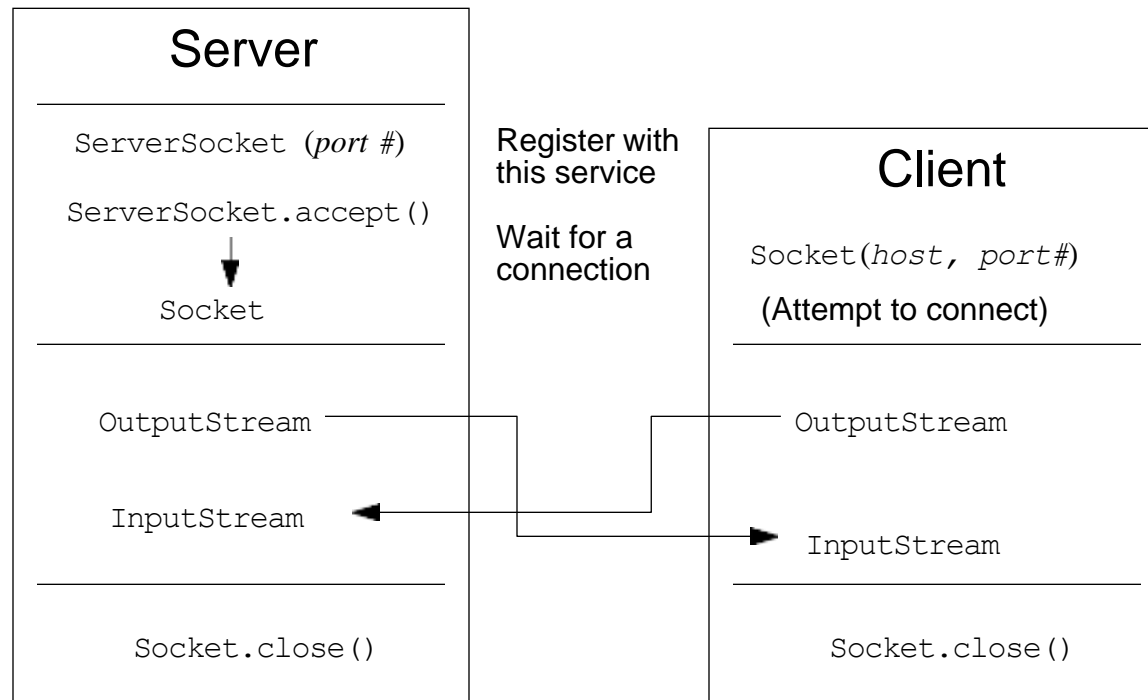 Server
ServerSocket (port #)
ServerSocket.accept()
Socket
OutputStream
InputStream
Socket.close()
Register with
this service
Wait for a
connection
Client
Socket(host, port#)
(Attempt to connect)
OutputStream
InputStream
Socket.close()